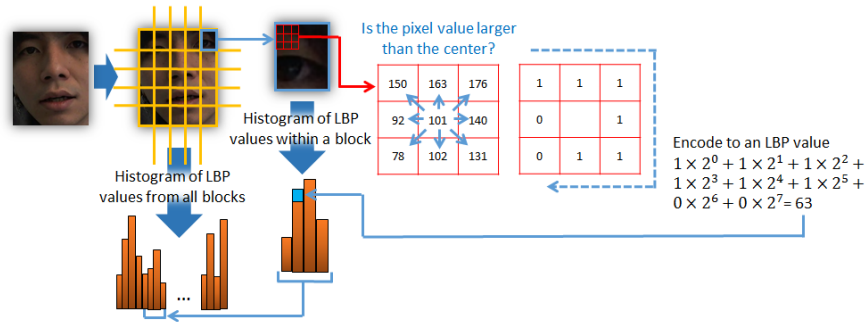 Is the pixel value larger
than the center?
150 163 176
92 101 140
78 102 131
1 1 1
0 1
0 1 1
Histogram of LBP
values within a block
Histogram of LBP
values from all blocks
...
Encode to an LBP value
1 × 2⁰ + 1 × 2¹ + 1 × 2² +
1 × 2³ + 1 × 2⁴ + 1 × 2⁵ +
0 × 2⁶ + 0 × 2⁷ = 63